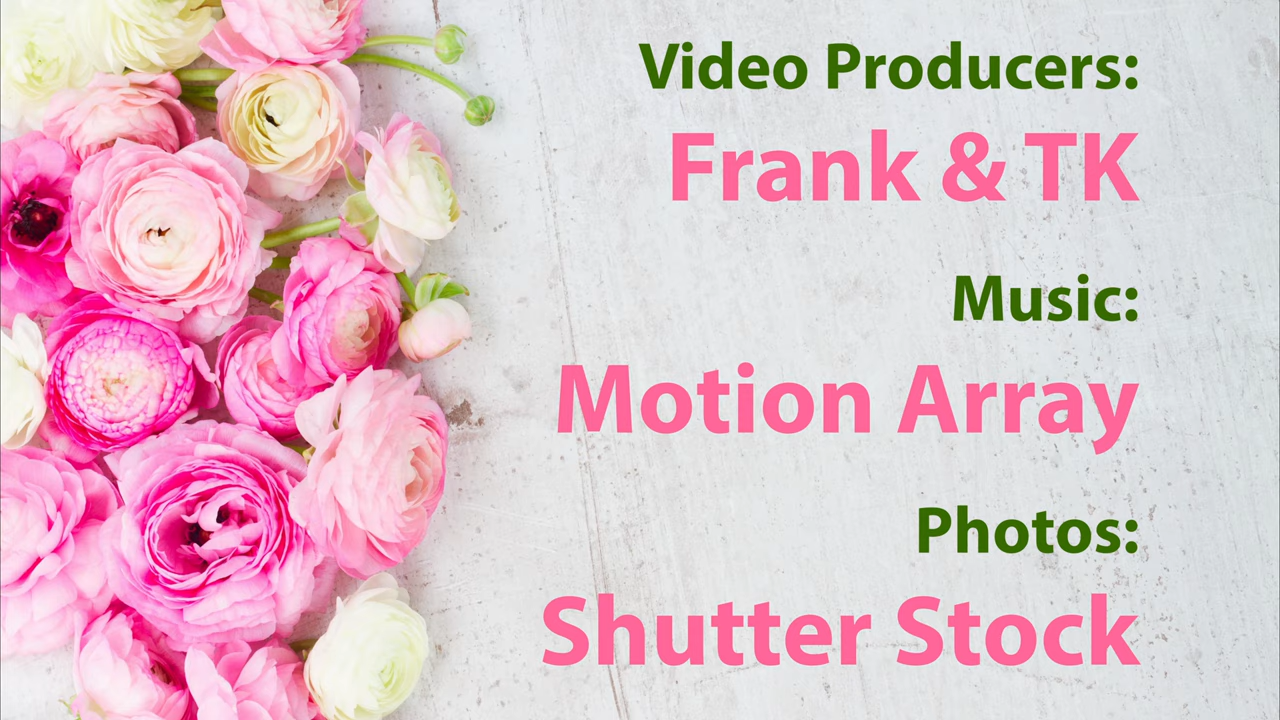 Video Producers:
Frank & TK
Music:
Motion Array
Photos:
Shutter Stock